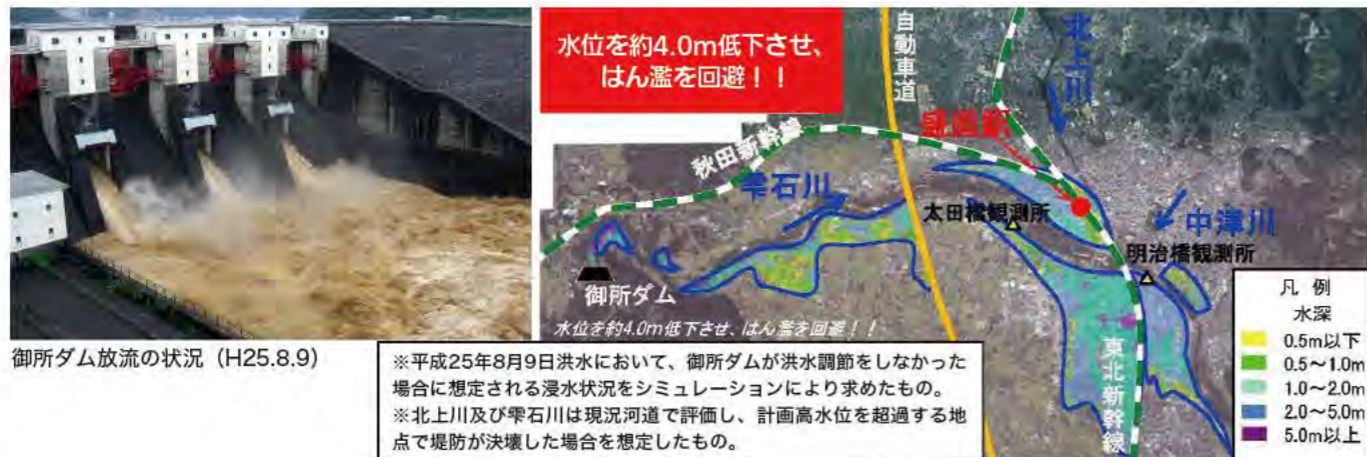 水位を約4.0m低下させ、
はん濫を回避！！
自動車道
北上川
盛岡駅
秋田新幹線
雫石川
太田橋観測所
中津川
明治橋観測所
御所ダム
水位を約4.0m低下させ、はん濫を回避！！
東北新幹線
凡 例
水深
0.5m以下
0.5～1.0m
1.0～2.0m
2.0～5.0m
5.0m以上
御所ダム放流の状況（H25.8.9）
※平成25年8月9日洪水において、御所ダムが洪水調節をしなかった
場合に想定される浸水状況をシミュレーションにより求めたもの。
※北上川及び雫石川は現況河道で評価し、計画高水位を超過する地
点で堤防が決壊した場合を想定したもの。